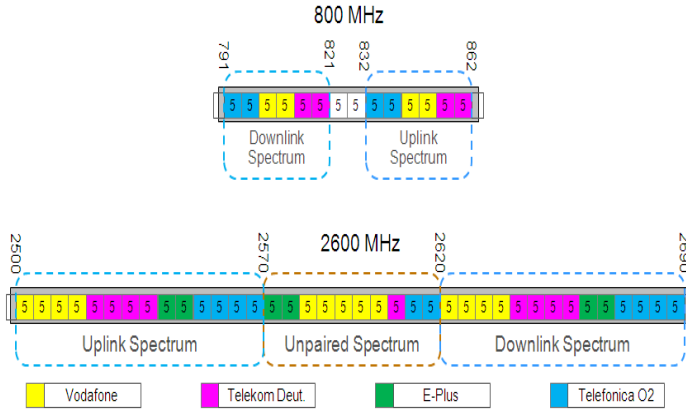 800 MHz
791 821 832 862
5 5 5 5 5 5 5 5 5 5 5 5 5 5
Downlink Spectrum
Uplink Spectrum
2600 MHz
2500 2570 2620 2690
5 5 5 5 5 5 5 5 5 5 5 5 5 5 5 5 5 5 5 5 5 5 5 5 5 5 5 5 5 5 5 5 5 5 5 5 5 5
Uplink Spectrum Unpaired Spectrum Downlink Spectrum
Vodafone Telekom Deut. E-Plus Telefonica O2